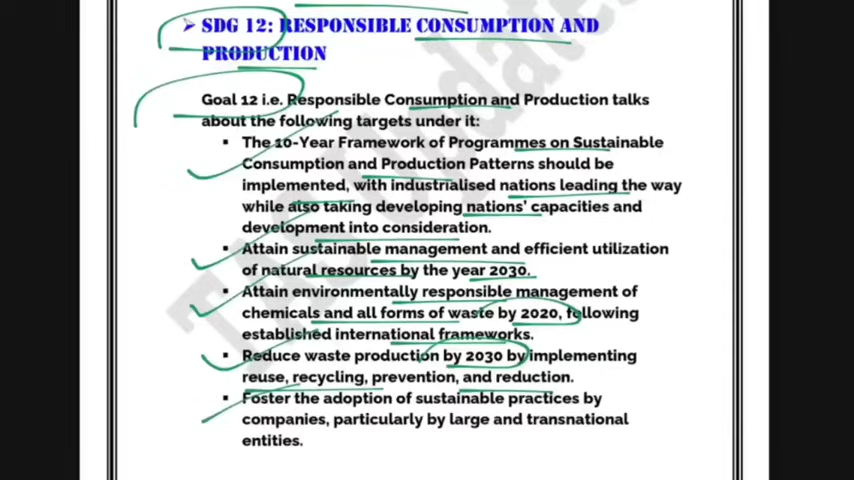 ➢ SDG 12: RESPONSIBLE CONSUMPTION AND
PRODUCTION
Goal 12 i.e. Responsible Consumption and Production talks
about the following targets under it:
▪ The 10-Year Framework of Programmes on Sustainable
Consumption and Production Patterns should be
implemented, with industrialised nations leading the way
while also taking developing nations' capacities and
development into consideration.
▪ Attain sustainable management and efficient utilization
of natural resources by the year 2030.
▪ Attain environmentally responsible management of
chemicals and all forms of waste by 2020, following
established international frameworks.
▪ Reduce waste production by 2030 by implementing
reuse, recycling, prevention, and reduction.
▪ Foster the adoption of sustainable practices by
companies, particularly by large and transnational
entities.